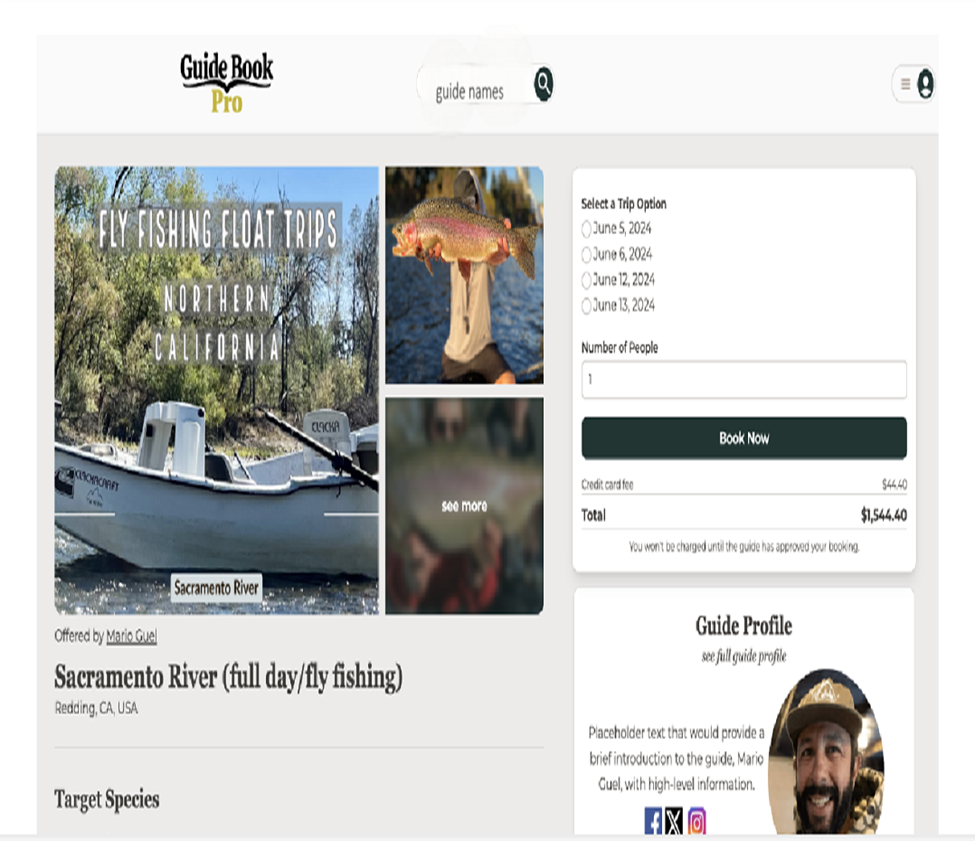 Guide Book
Pro
guide names
FLY FISHING FLOAT TRIPS
NORTHERN
CALIFORNIA
CLACKA
CLACKACRAFT
Sacramento River
see more
Offered by Mario Guel
Sacramento River (full day/fly fishing)
Redding, CA, USA
Target Species
Select a Trip Option
June 5, 2024
June 6, 2024
June 12, 2024
June 13, 2024
Number of People
1
Book Now
Credit card fee $44.40
Total $1,544.40
You won't be charged until the guide has approved your booking.
Guide Profile
see full guide profile
Placeholder text that would provide a
brief introduction to the guide, Mario
Guel, with high-level information.